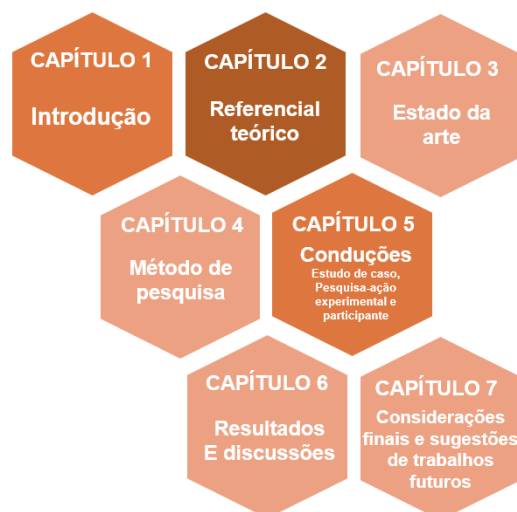 CAPÍTULO 1
Introdução
CAPÍTULO 2
Referencial
teórico
CAPÍTULO 3
Estado da
arte
CAPÍTULO 4
Método de
pesquisa
CAPÍTULO 5
Conduções
Estudo de caso,
Pesquisa-ação
experimental e
participante
CAPÍTULO 6
Resultados
E discussões
CAPÍTULO 7
Considerações
finais e sugestões
de trabalhos
futuros